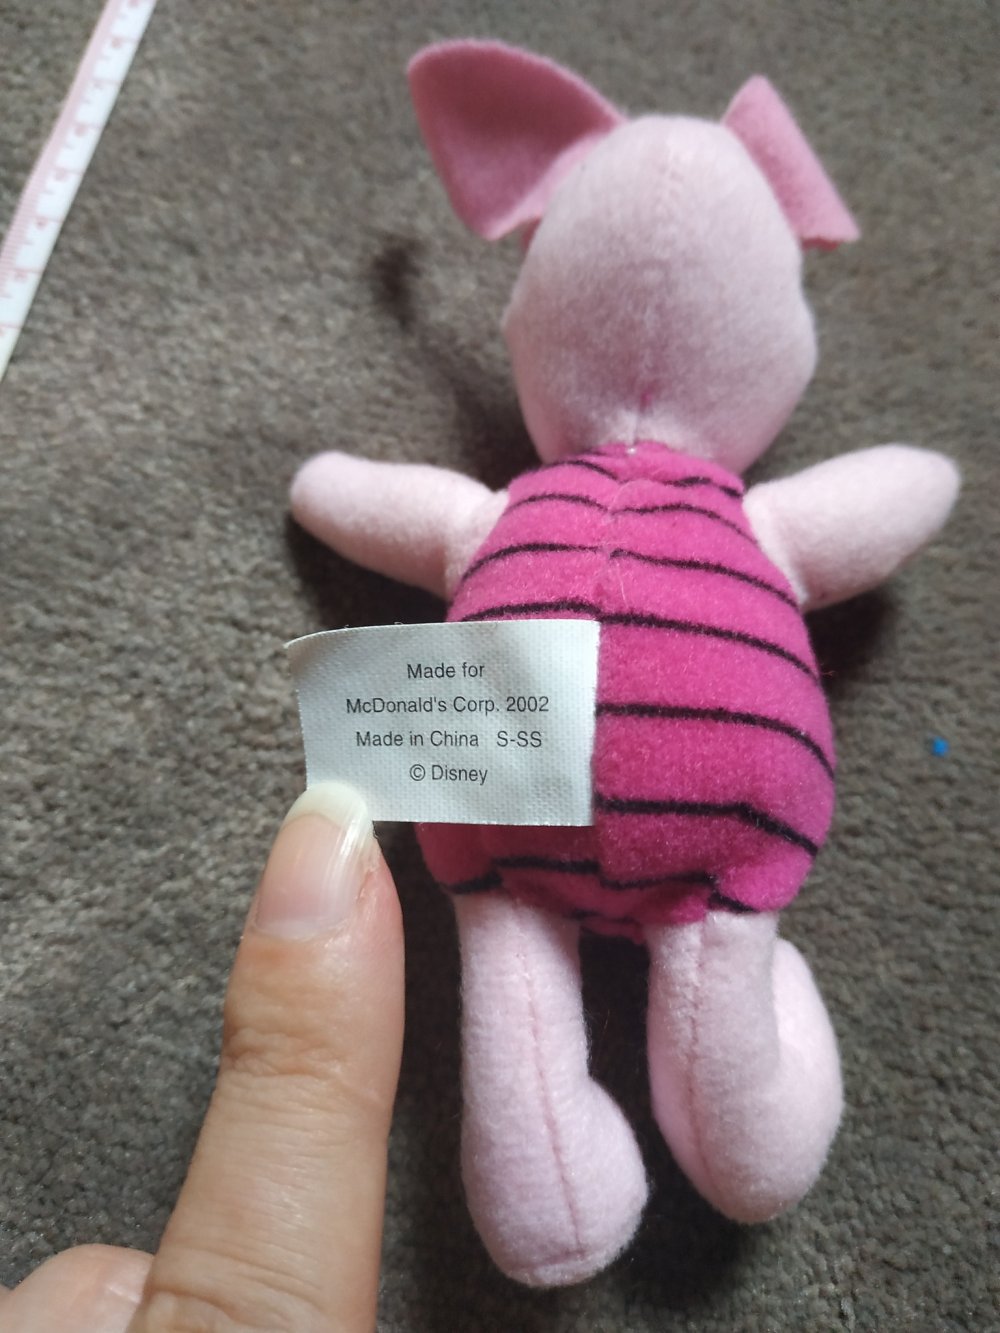 Made for
McDonald's Corp. 2002
Made in China S-SS
© Disney